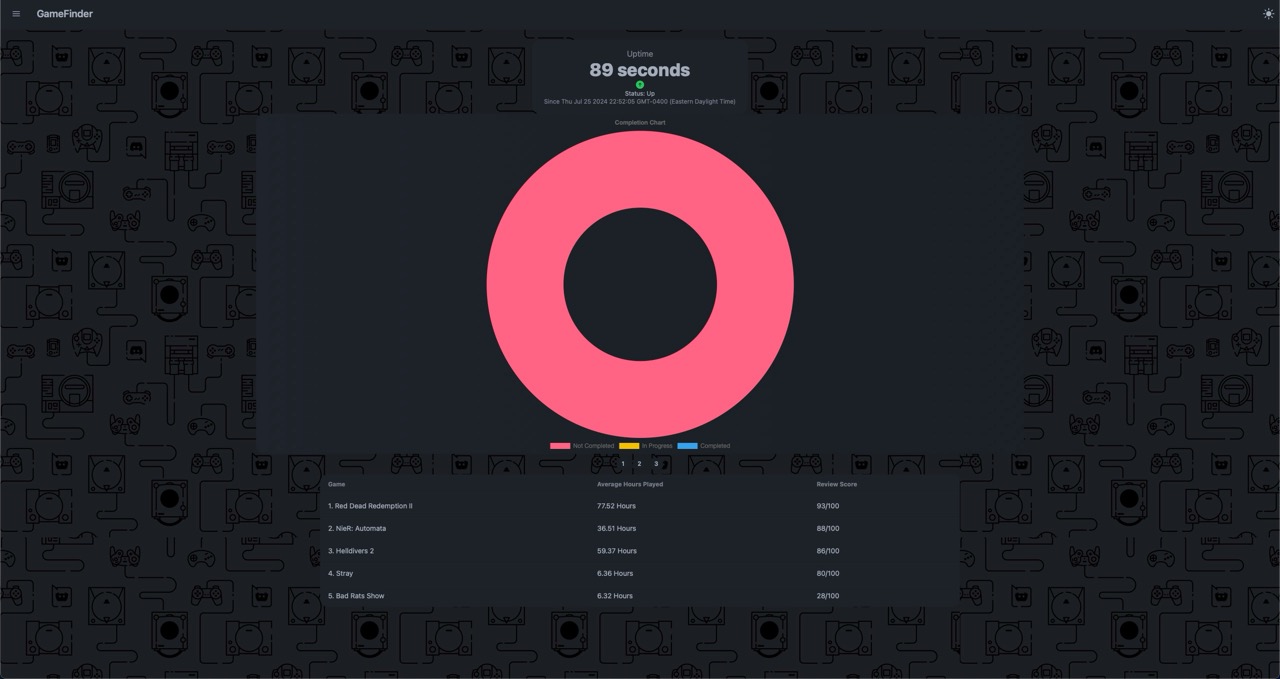 GameFinder
Uptime
89 seconds
Status: Up
Since Thu Jul 25 2024 22:52:05 GMT-0400 (Eastern Daylight Time)
Completion Chart
Not Completed In Progress Completed
1 2 3
Game Average Hours Played Review Score
1. Red Dead Redemption II 77.52 Hours 93/100
2. NieR: Automata 36.51 Hours 88/100
3. Helldivers 2 59.37 Hours 86/100
4. Stray 6.36 Hours 80/100
5. Bad Rats Show 6.32 Hours 28/100